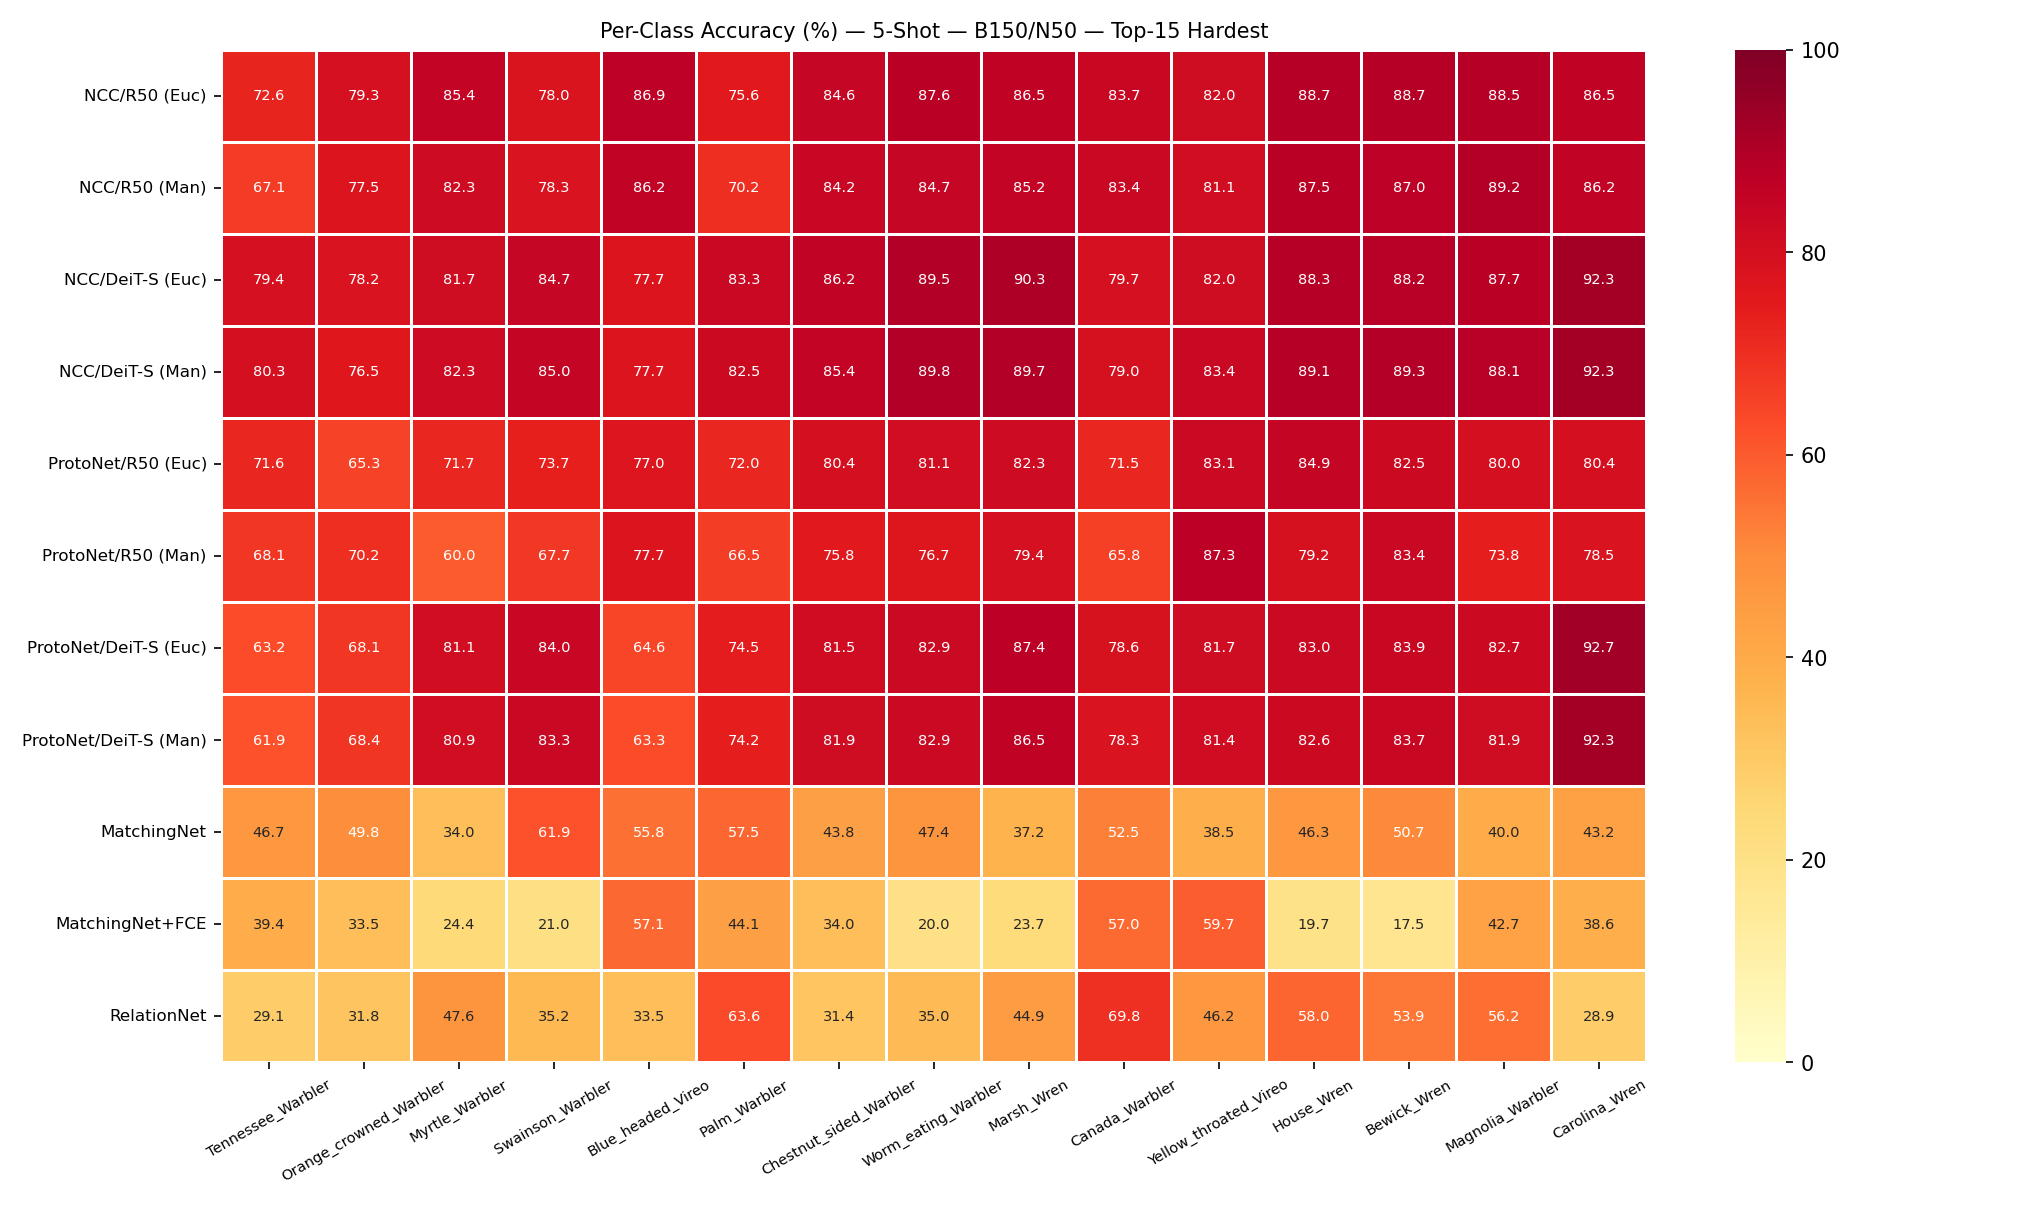 Per-Class Accuracy (%) — 5-Shot — B150/N50 — Top-15 Hardest
NCC/R50 (Euc) 72.6 79.3 85.4 78.0 86.9 75.6 84.6 87.6 86.5 83.7 82.0 88.7 88.7 88.5 86.5
NCC/R50 (Man) 67.1 77.5 82.3 78.3 86.2 70.2 84.2 84.7 85.2 83.4 81.1 87.5 87.0 89.2 86.2
NCC/DeiT-S (Euc) 79.4 78.2 81.7 84.7 77.7 83.3 86.2 89.5 90.3 79.7 82.0 88.3 88.2 87.7 92.3
NCC/DeiT-S (Man) 80.3 76.5 82.3 85.0 77.7 82.5 85.4 89.8 89.7 79.0 83.4 89.1 89.3 88.1 92.3
ProtoNet/R50 (Euc) 71.6 65.3 71.7 73.7 77.0 72.0 80.4 81.1 82.3 71.5 83.1 84.9 82.5 80.0 80.4
ProtoNet/R50 (Man) 68.1 70.2 60.0 67.7 77.7 66.5 75.8 76.7 79.4 65.8 87.3 79.2 83.4 73.8 78.5
ProtoNet/DeiT-S (Euc) 63.2 68.1 81.1 84.0 64.6 74.5 81.5 82.9 87.4 78.6 81.7 83.0 83.9 82.7 92.7
ProtoNet/DeiT-S (Man) 61.9 68.4 80.9 83.3 63.3 74.2 81.9 82.9 86.5 78.3 81.4 82.6 83.7 81.9 92.3
MatchingNet 46.7 49.8 34.0 61.9 55.8 57.5 43.8 47.4 37.2 52.5 38.5 46.3 50.7 40.0 43.2
MatchingNet+FCE 39.4 33.5 24.4 21.0 57.1 44.1 34.0 20.0 23.7 57.0 59.7 19.7 17.5 42.7 38.6
RelationNet 29.1 31.8 47.6 35.2 33.5 63.6 31.4 35.0 44.9 69.8 46.2 58.0 53.9 56.2 28.9
Tennessee_Warbler
Orange_crowned_Warbler
Myrtle_Warbler
Swainson_Warbler
Blue_headed_Vireo
Palm_Warbler
Chestnut_sided_Warbler
Worm_eating_Warbler
Marsh_Wren
Canada_Warbler
Yellow_throated_Vireo
House_Wren
Bewick_Wren
Magnolia_Warbler
Carolina_Wren
100
80
60
40
20
0